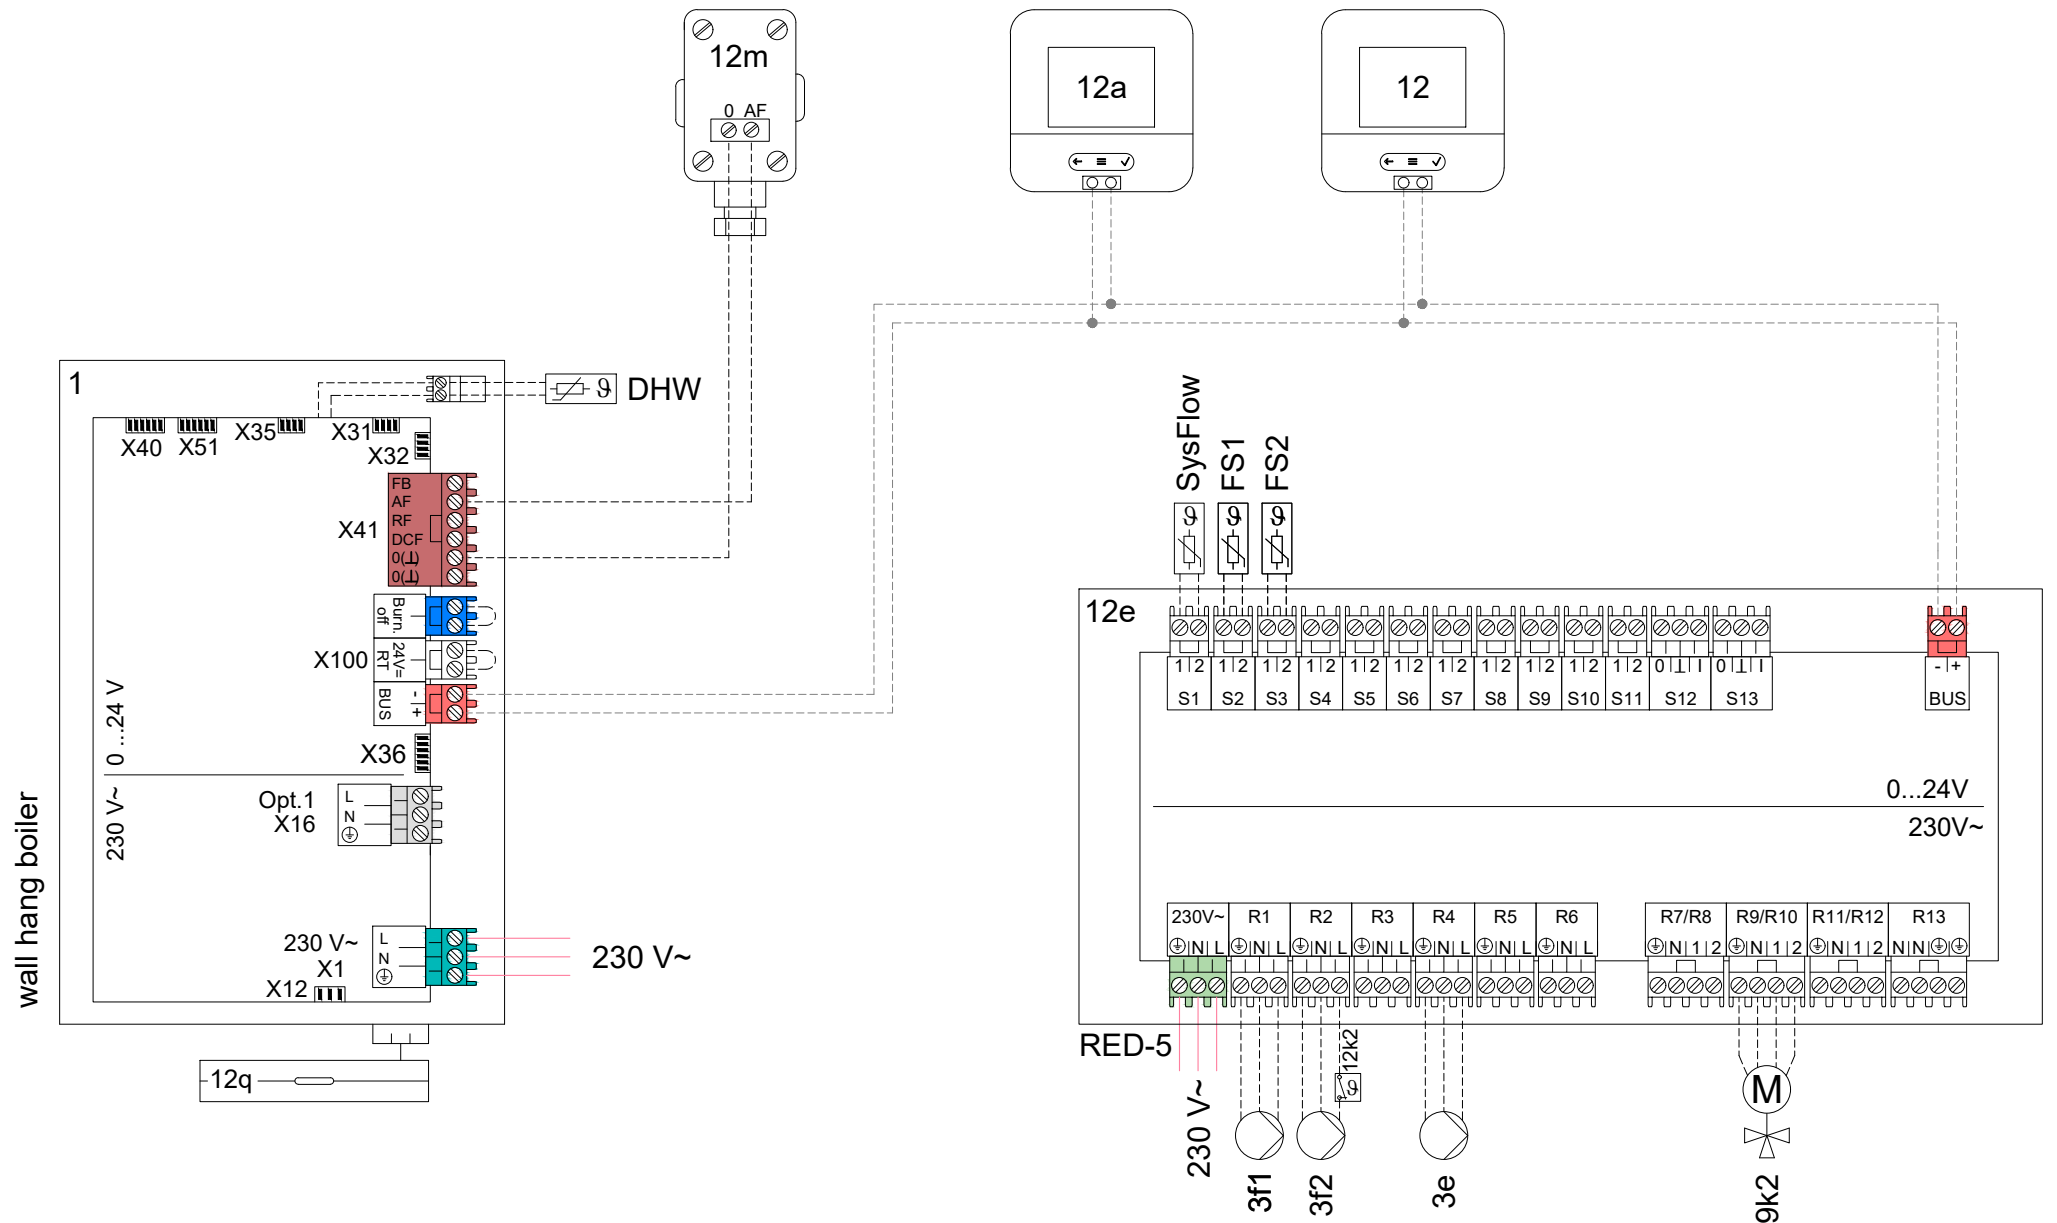 12m
0 AF
12a
12
1
DHW
X40
X51
X35
X31
X32
FB
AF
RF
DCF
0(⊥)
0(⊥)
X41
Burn.
off
X100
24V=
RT
BUS
- +
0 ...24 V
230 V~
X36
Opt.1
X16
L
N
wall hang boiler
230 V~
X1
L
N
230 V~
X12
12q
SysFlow
FS1
FS2
12e
1 2
1 2
1 2
1 2
1 2
1 2
1 2
1 2
1 2
1 2
1 2
0 ⊥ I
0 ⊥ I
- +
S1
S2
S3
S4
S5
S6
S7
S8
S9
S10
S11
S12
S13
BUS
0...24V
230V~
230V~
R1
R2
R3
R4
R5
R6
R7/R8
R9/R10
R11/R12
R13
N L
N L
N L
N L
N L
N L
N L
N 1 2
N 1 2
N 1 2
N N
RED-5
12k2
M
230 V~
3f1
3f2
3e
9k2